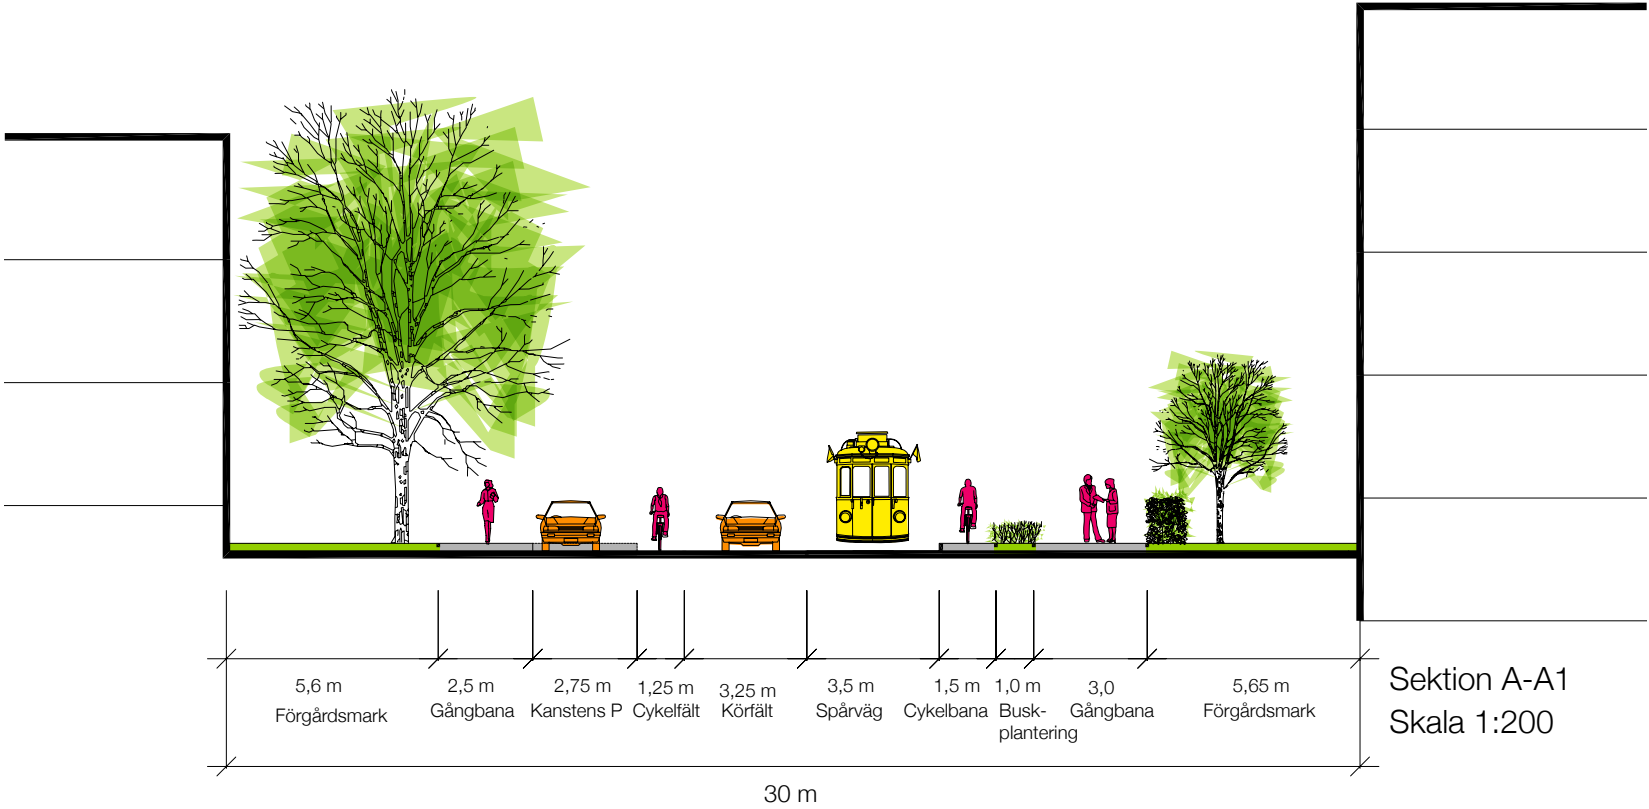 5,6 m
Förgårdsmark
2,5 m
Gångbana
2,75 m
Kanstens P
1,25 m
Cykelfält
3,25 m
Körfält
3,5 m
Spårväg
1,5 m
Cykelbana
1,0 m
Busk-
plantering
3,0
Gångbana
5,65 m
Förgårdsmark
30 m
Sektion A-A1
Skala 1:200